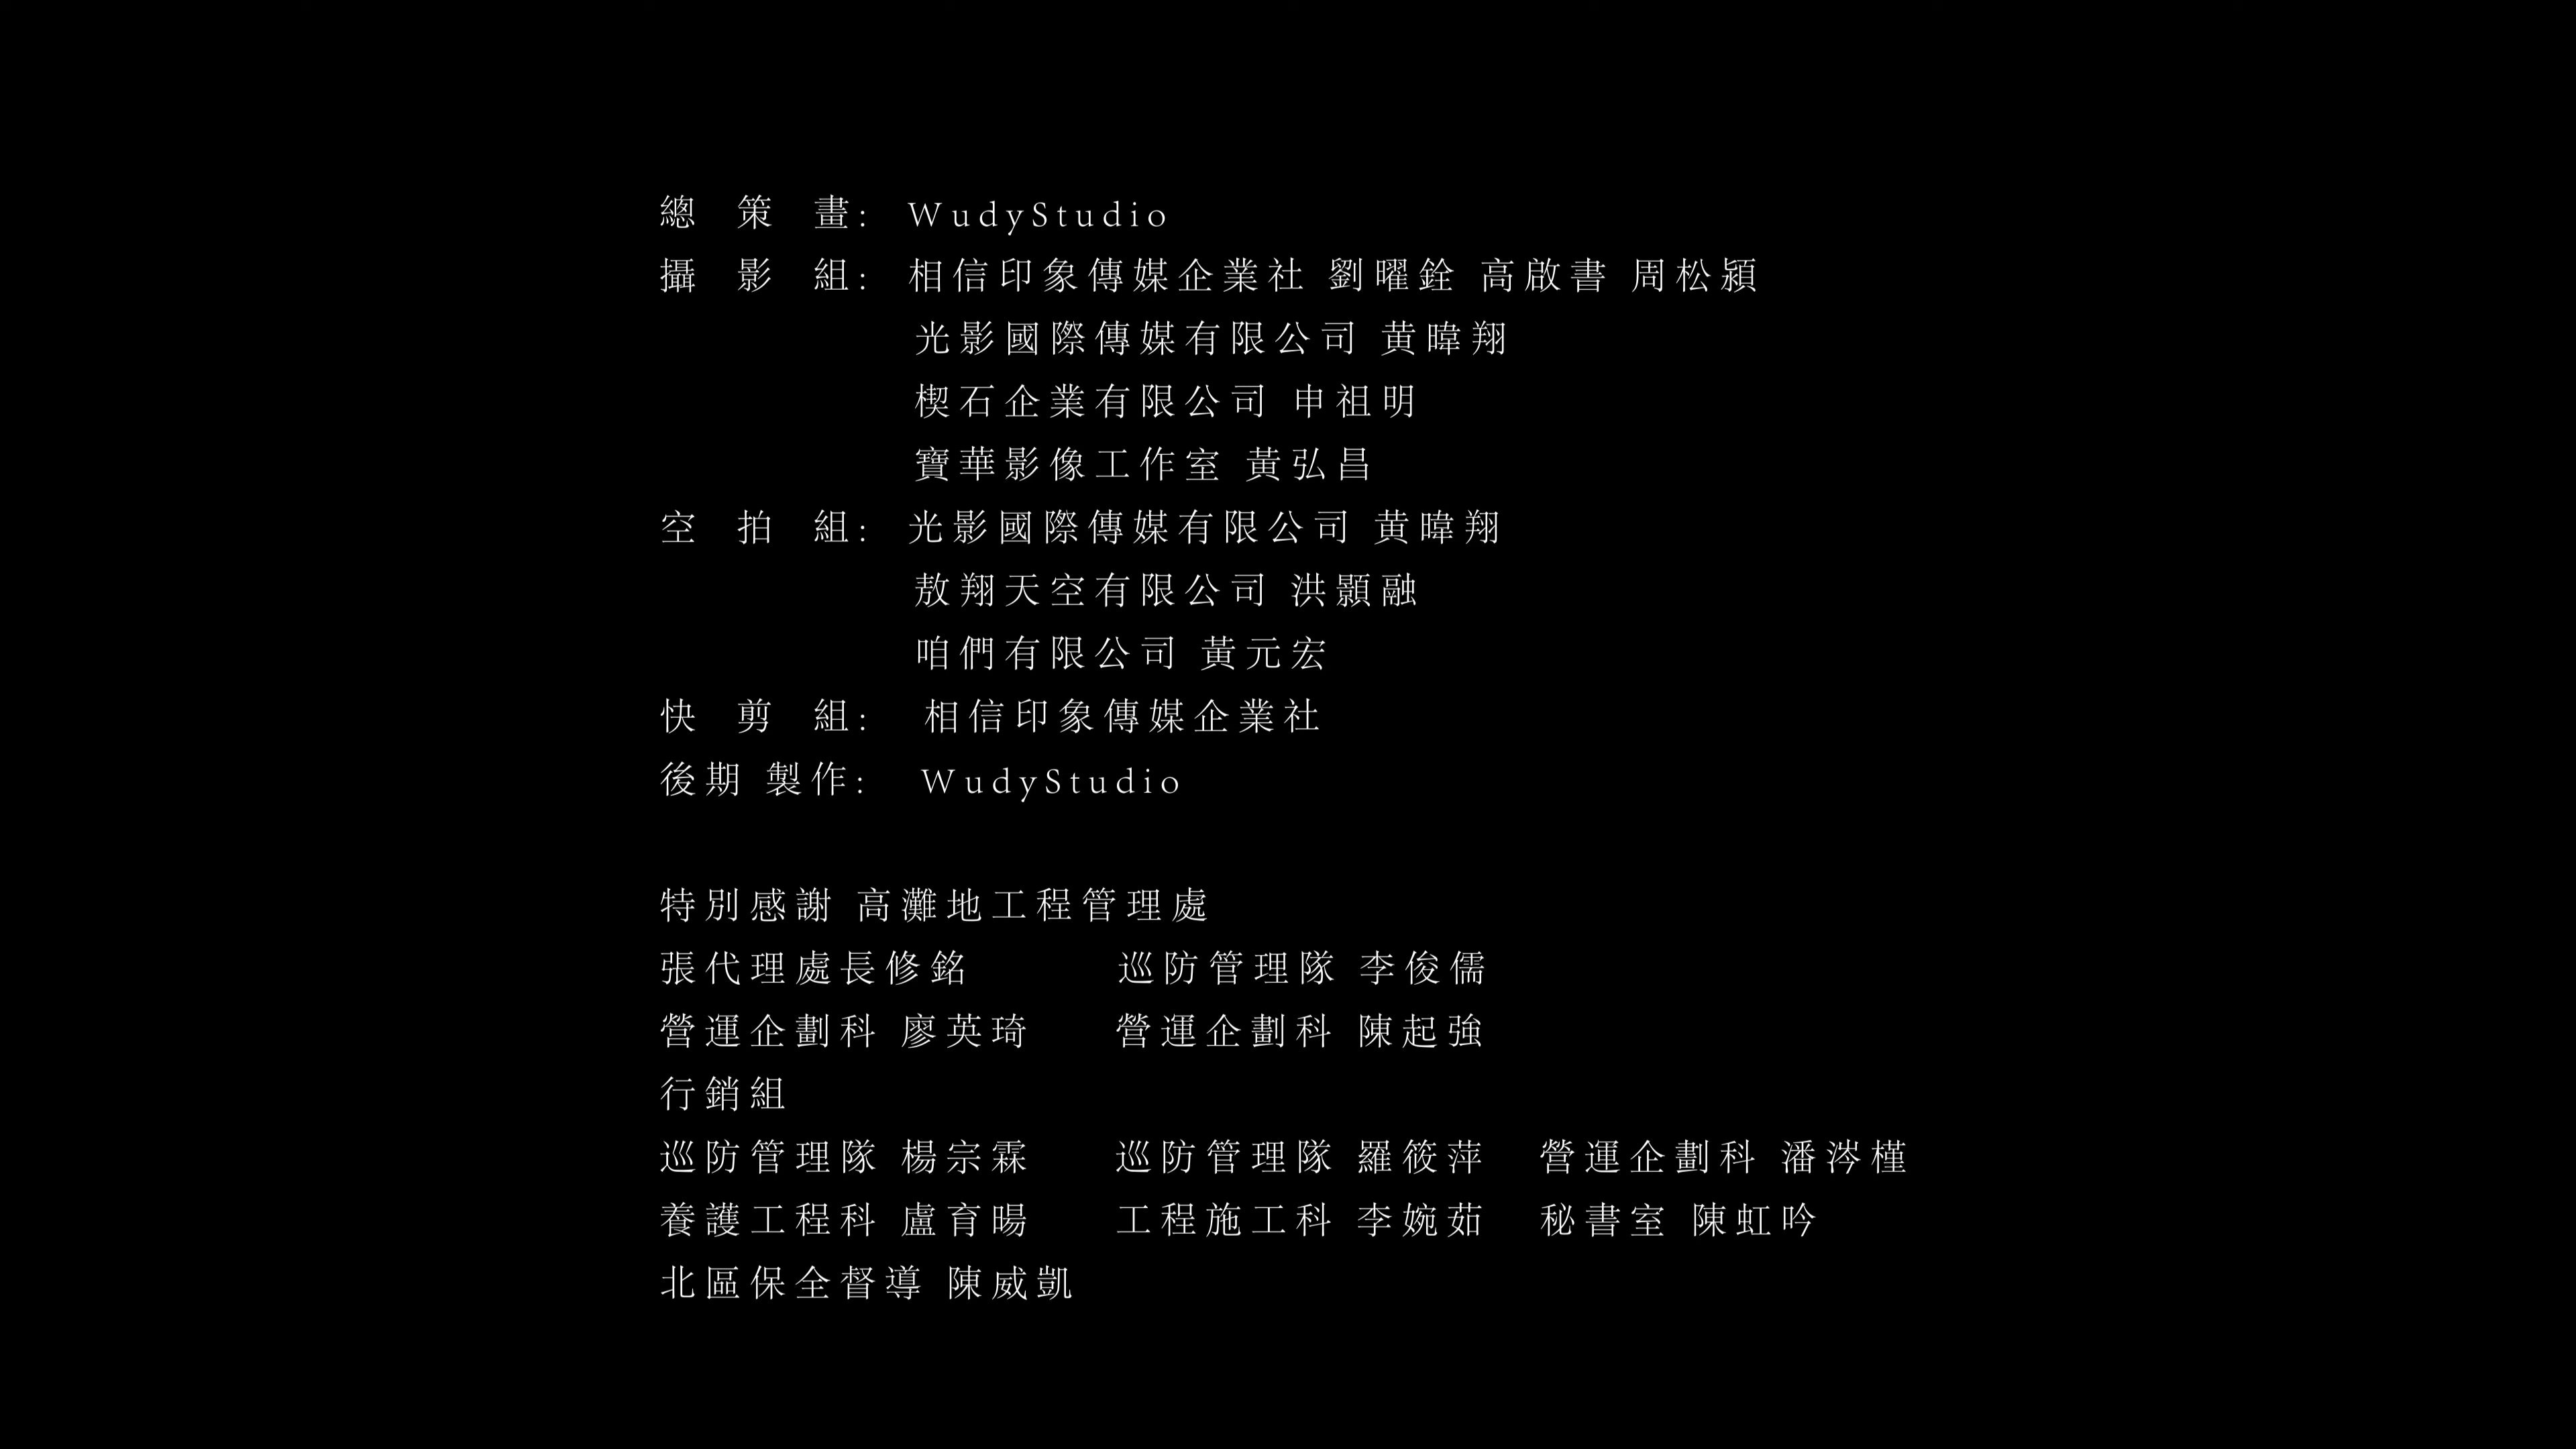 總 策 畫: WudyStudio
攝 影 組: 相信印象傳媒企業社 劉曜銓 高啟書 周松潁
光影國際傳媒有限公司 黃暐翔
楔石企業有限公司 申祖明
寶華影像工作室 黃弘昌
空 拍 組: 光影國際傳媒有限公司 黃暐翔
敖翔天空有限公司 洪顥融
咱們有限公司 黃元宏
快 剪 組: 相信印象傳媒企業社
後期 製作: WudyStudio
特別感謝 高灘地工程管理處
張代理處長修銘 巡防管理隊 李俊儒
營運企劃科 廖英琦 營運企劃科 陳起強
行銷組
巡防管理隊 楊宗霖 巡防管理隊 羅筱萍 營運企劃科 潘涔槿
養護工程科 盧育暘 工程施工科 李婉茹 秘書室 陳虹吟
北區保全督導 陳威凱